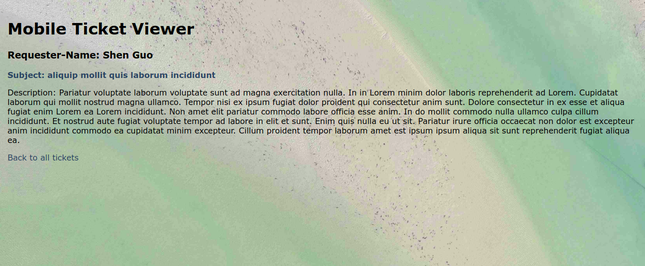 Mobile Ticket Viewer
Requester-Name: Shen Guo
Subject: aliquip mollit quis laborum incididunt
Description: Pariatur voluptate laborum voluptate sunt ad magna exercitation nulla. In in Lorem minim dolor laboris reprehenderit ad Lorem. Cupidatat
laborum qui mollit nostrud magna ullamco. Tempor nisi ex ipsum fugiat dolor proident qui consectetur anim sunt. Dolore consectetur in ex esse et aliqua
fugiat enim Lorem ea Lorem incididunt. Non amet elit pariatur commodo labore officia esse anim. In do mollit commodo nulla ullamco culpa cillum
incididunt. Et nostrud aute fugiat voluptate tempor ad labore in elit et sunt. Enim quis nulla eu ut sit. Pariatur irure officia occaecat non dolor est excepteur
anim incididunt commodo ea cupidatat minim excepteur. Cillum proident tempor laborum amet est ipsum ipsum aliqua sit sunt reprehenderit fugiat aliqua
ea.
Back to all tickets